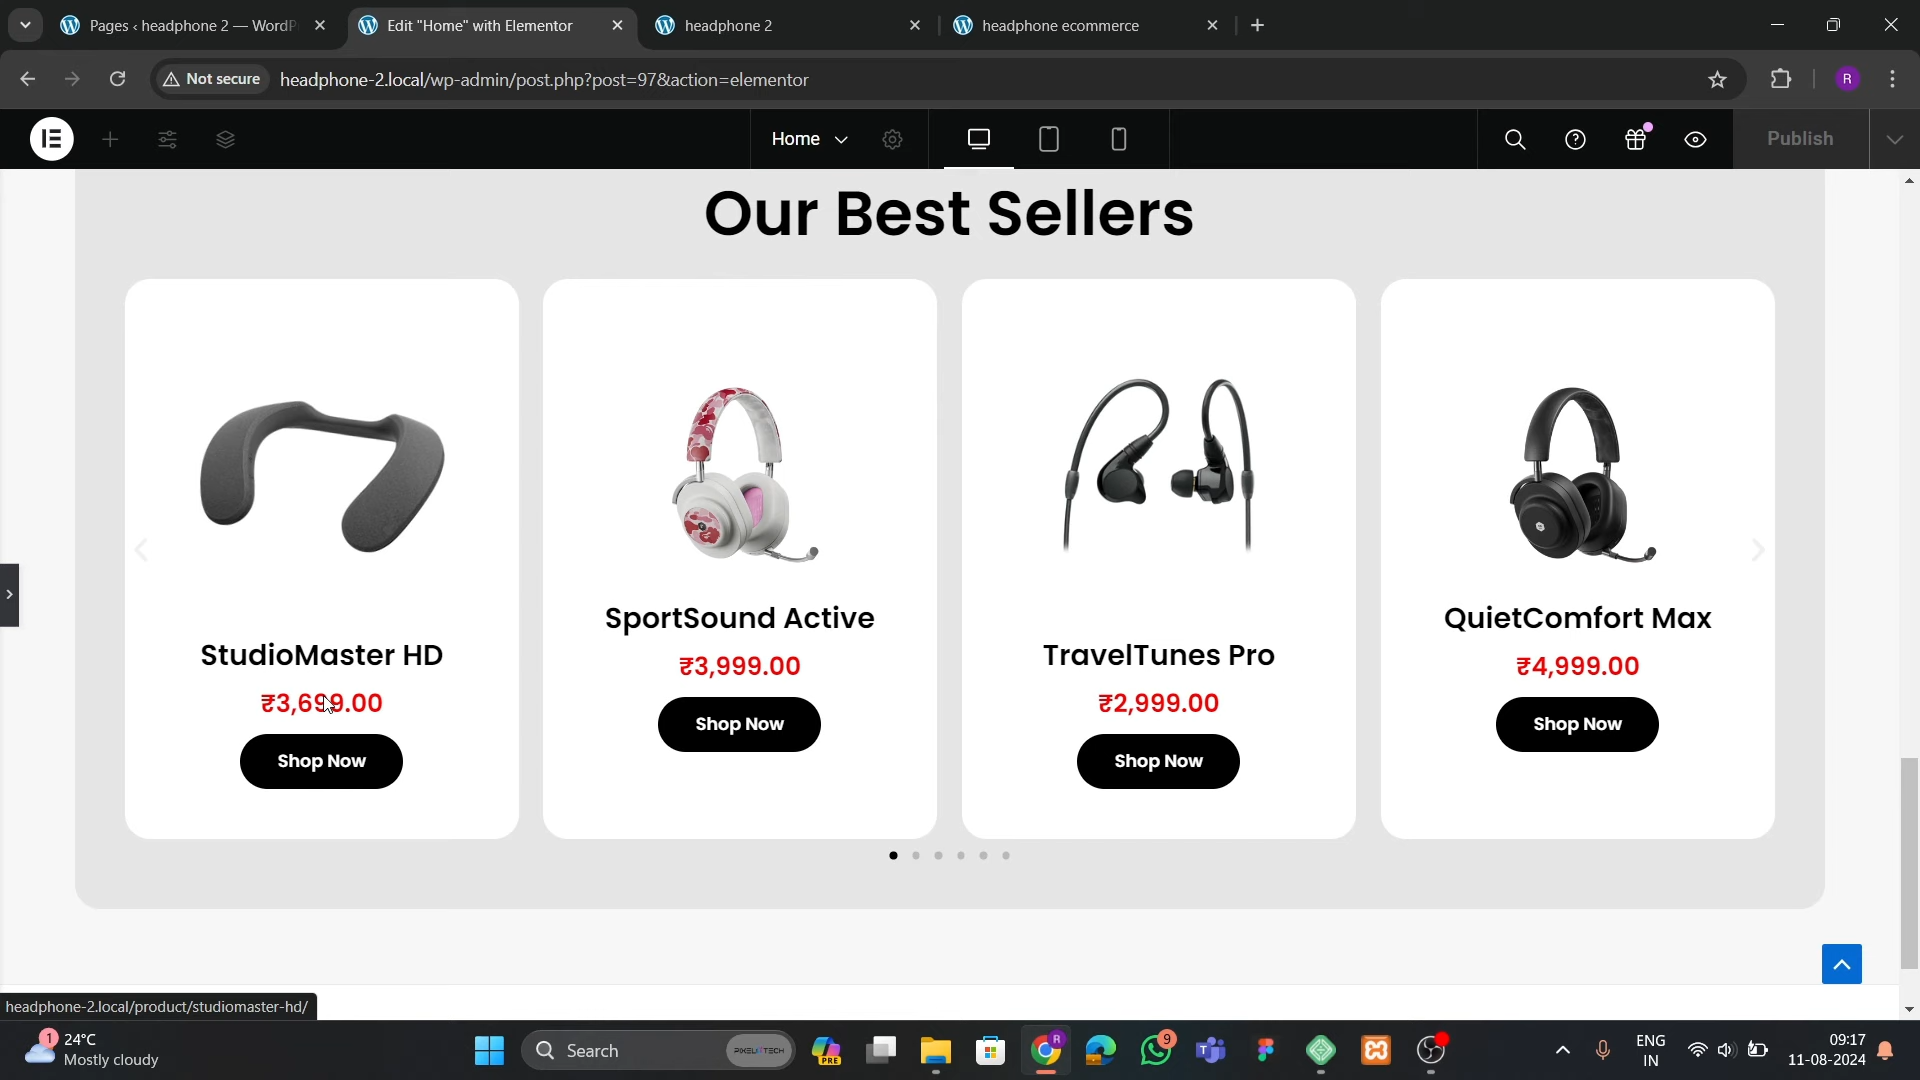 Pages ‹ headphone 2 — WordP
Edit "Home" with Elementor
headphone 2
headphone ecommerce
Not secure
headphone-2.local/wp-admin/post.php?post=97&action=elementor
R
Home
Publish
Our Best Sellers
StudioMaster HD
₹3,699.00
Shop Now
SportSound Active
₹3,999.00
Shop Now
TravelTunes Pro
₹2,999.00
Shop Now
QuietComfort Max
₹4,999.00
Shop Now
headphone-2.local/product/studiomaster-hd/
1
24°C
Mostly cloudy
Search
PRE
R
9
ENG
IN
09:17
11-08-2024